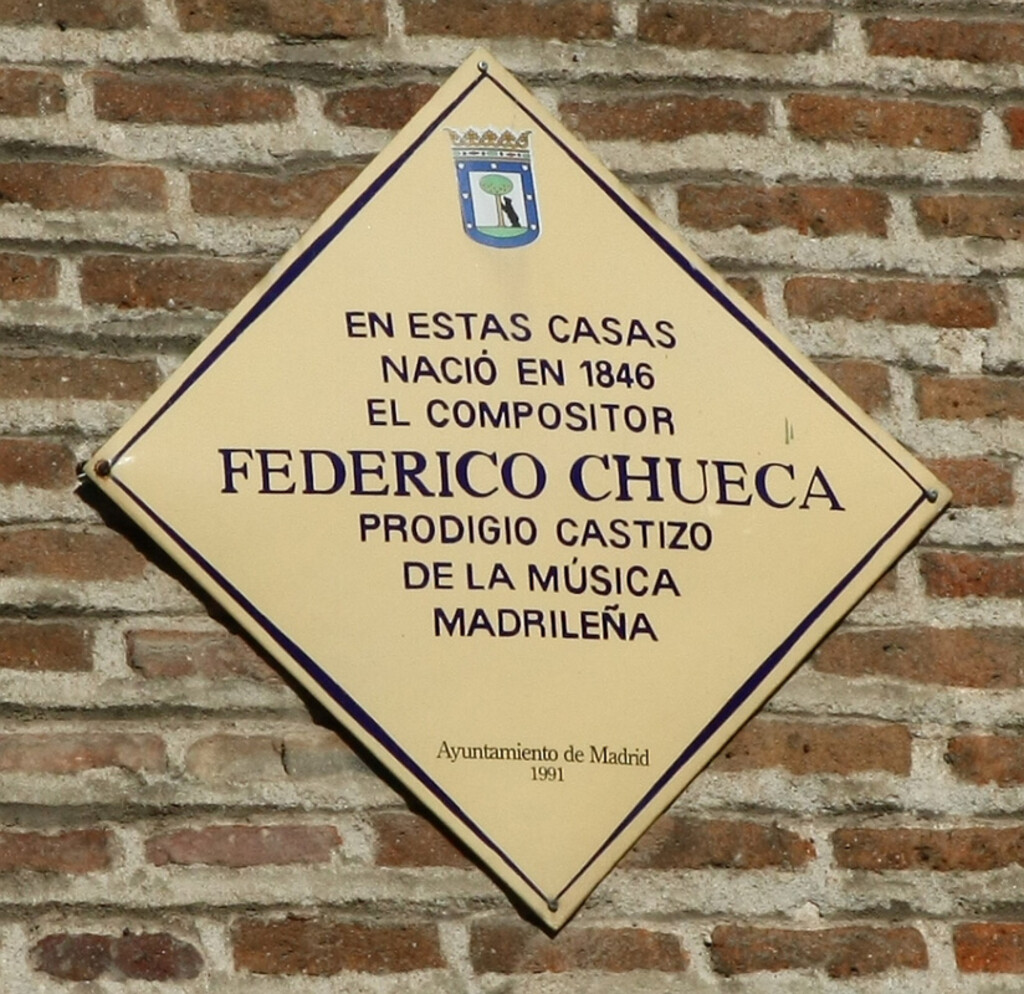 EN ESTAS CASAS
NACIÓ EN 1846
EL COMPOSITOR
FEDERICO CHUECA
PRODIGIO CASTIZO
DE LA MÚSICA
MADRILEÑA
Ayuntamiento de Madrid
1991